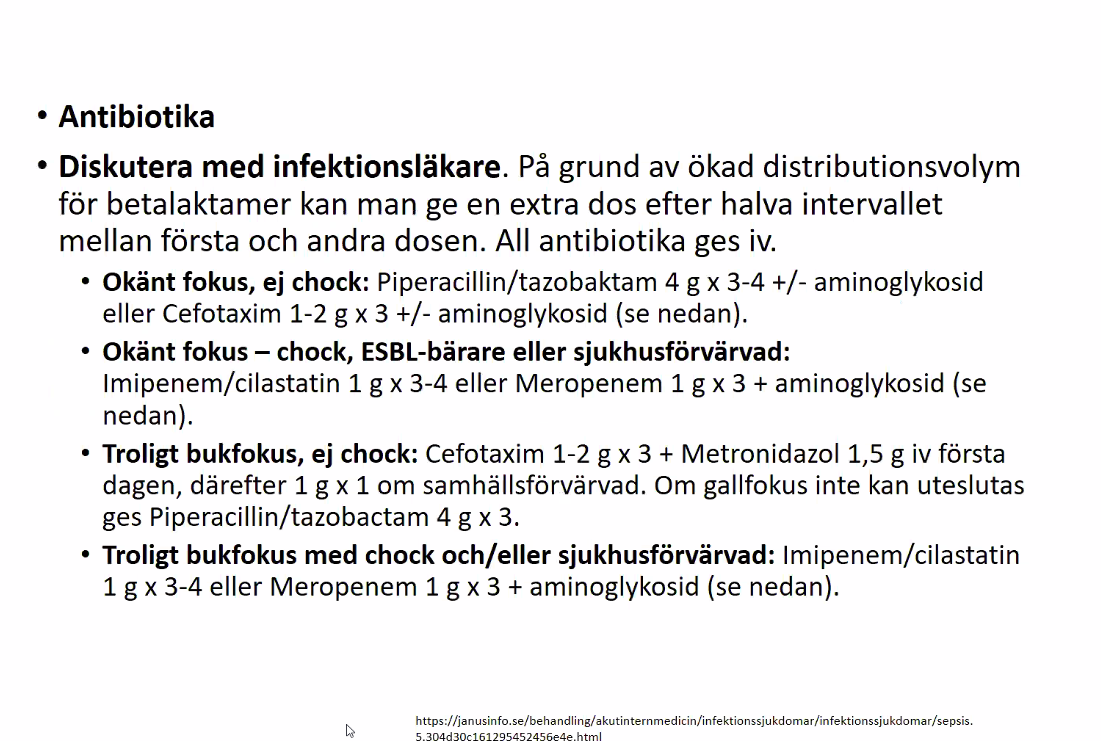 • Antibiotika
• Diskutera med infektionsläkare. På grund av ökad distributionsvolym
för betalaktamer kan man ge en extra dos efter halva intervallet
mellan första och andra dosen. All antibiotika ges iv.
• Okänt fokus, ej chock: Piperacillin/tazobaktam 4 g x 3-4 +/- aminoglykosid
eller Cefotaxim 1-2 g x 3 +/- aminoglykosid (se nedan).
• Okänt fokus – chock, ESBL-bärare eller sjukhusförvärvad:
Imipenem/cilastatin 1 g x 3-4 eller Meropenem 1 g x 3 + aminoglykosid (se
nedan).
• Troligt bukfokus, ej chock: Cefotaxim 1-2 g x 3 + Metronidazol 1,5 g iv första
dagen, därefter 1 g x 1 om samhällsförvärvad. Om gallfokus inte kan uteslutas
ges Piperacillin/tazobactam 4 g x 3.
• Troligt bukfokus med chock och/eller sjukhusförvärvad: Imipenem/cilastatin
1 g x 3-4 eller Meropenem 1 g x 3 + aminoglykosid (se nedan).
https://janusinfo.se/behandling/akutinternmedicin/infektionssjukdomar/infektionssjukdomar/sepsis.
5.304d30c161295452456e4e.html